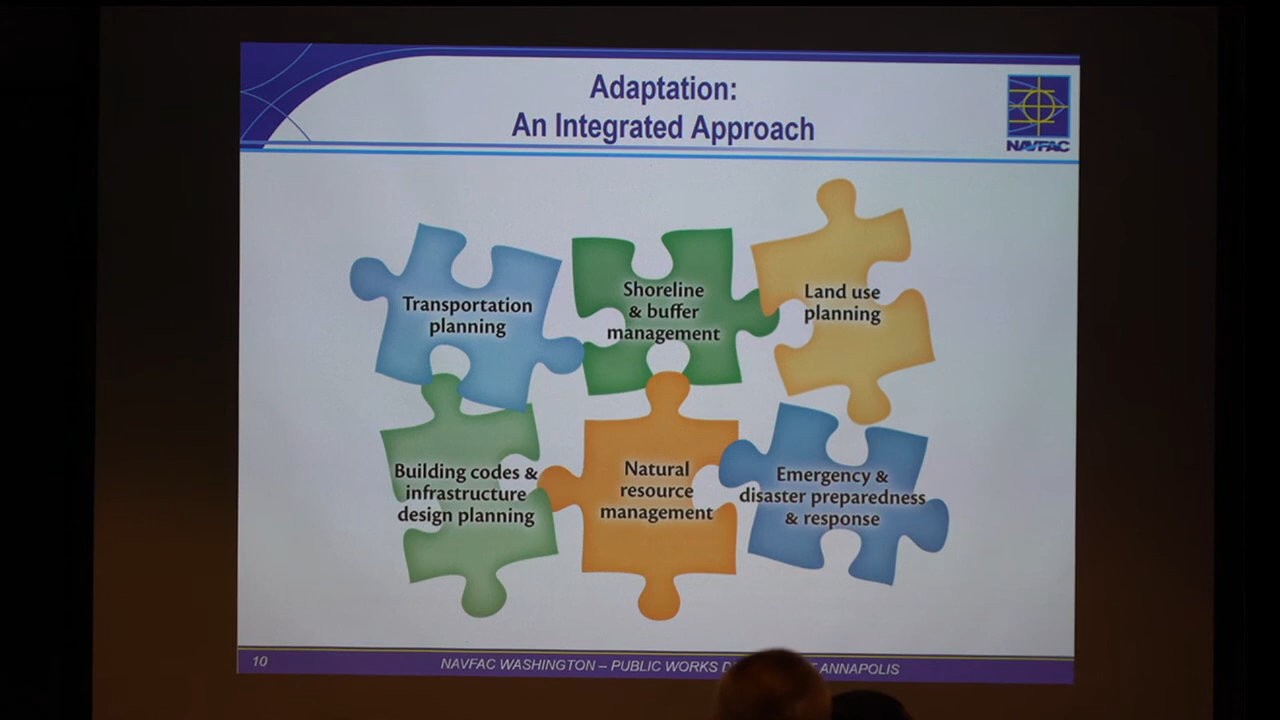 Adaptation:
An Integrated Approach
NAVFAC
Transportation
planning
Shoreline
& buffer
management
Land use
planning
Building codes &
infrastructure
design planning
Natural
resource
management
Emergency &
disaster preparedness
& response
10
NAVFAC WASHINGTON – PUBLIC WORKS ANNAPOLIS